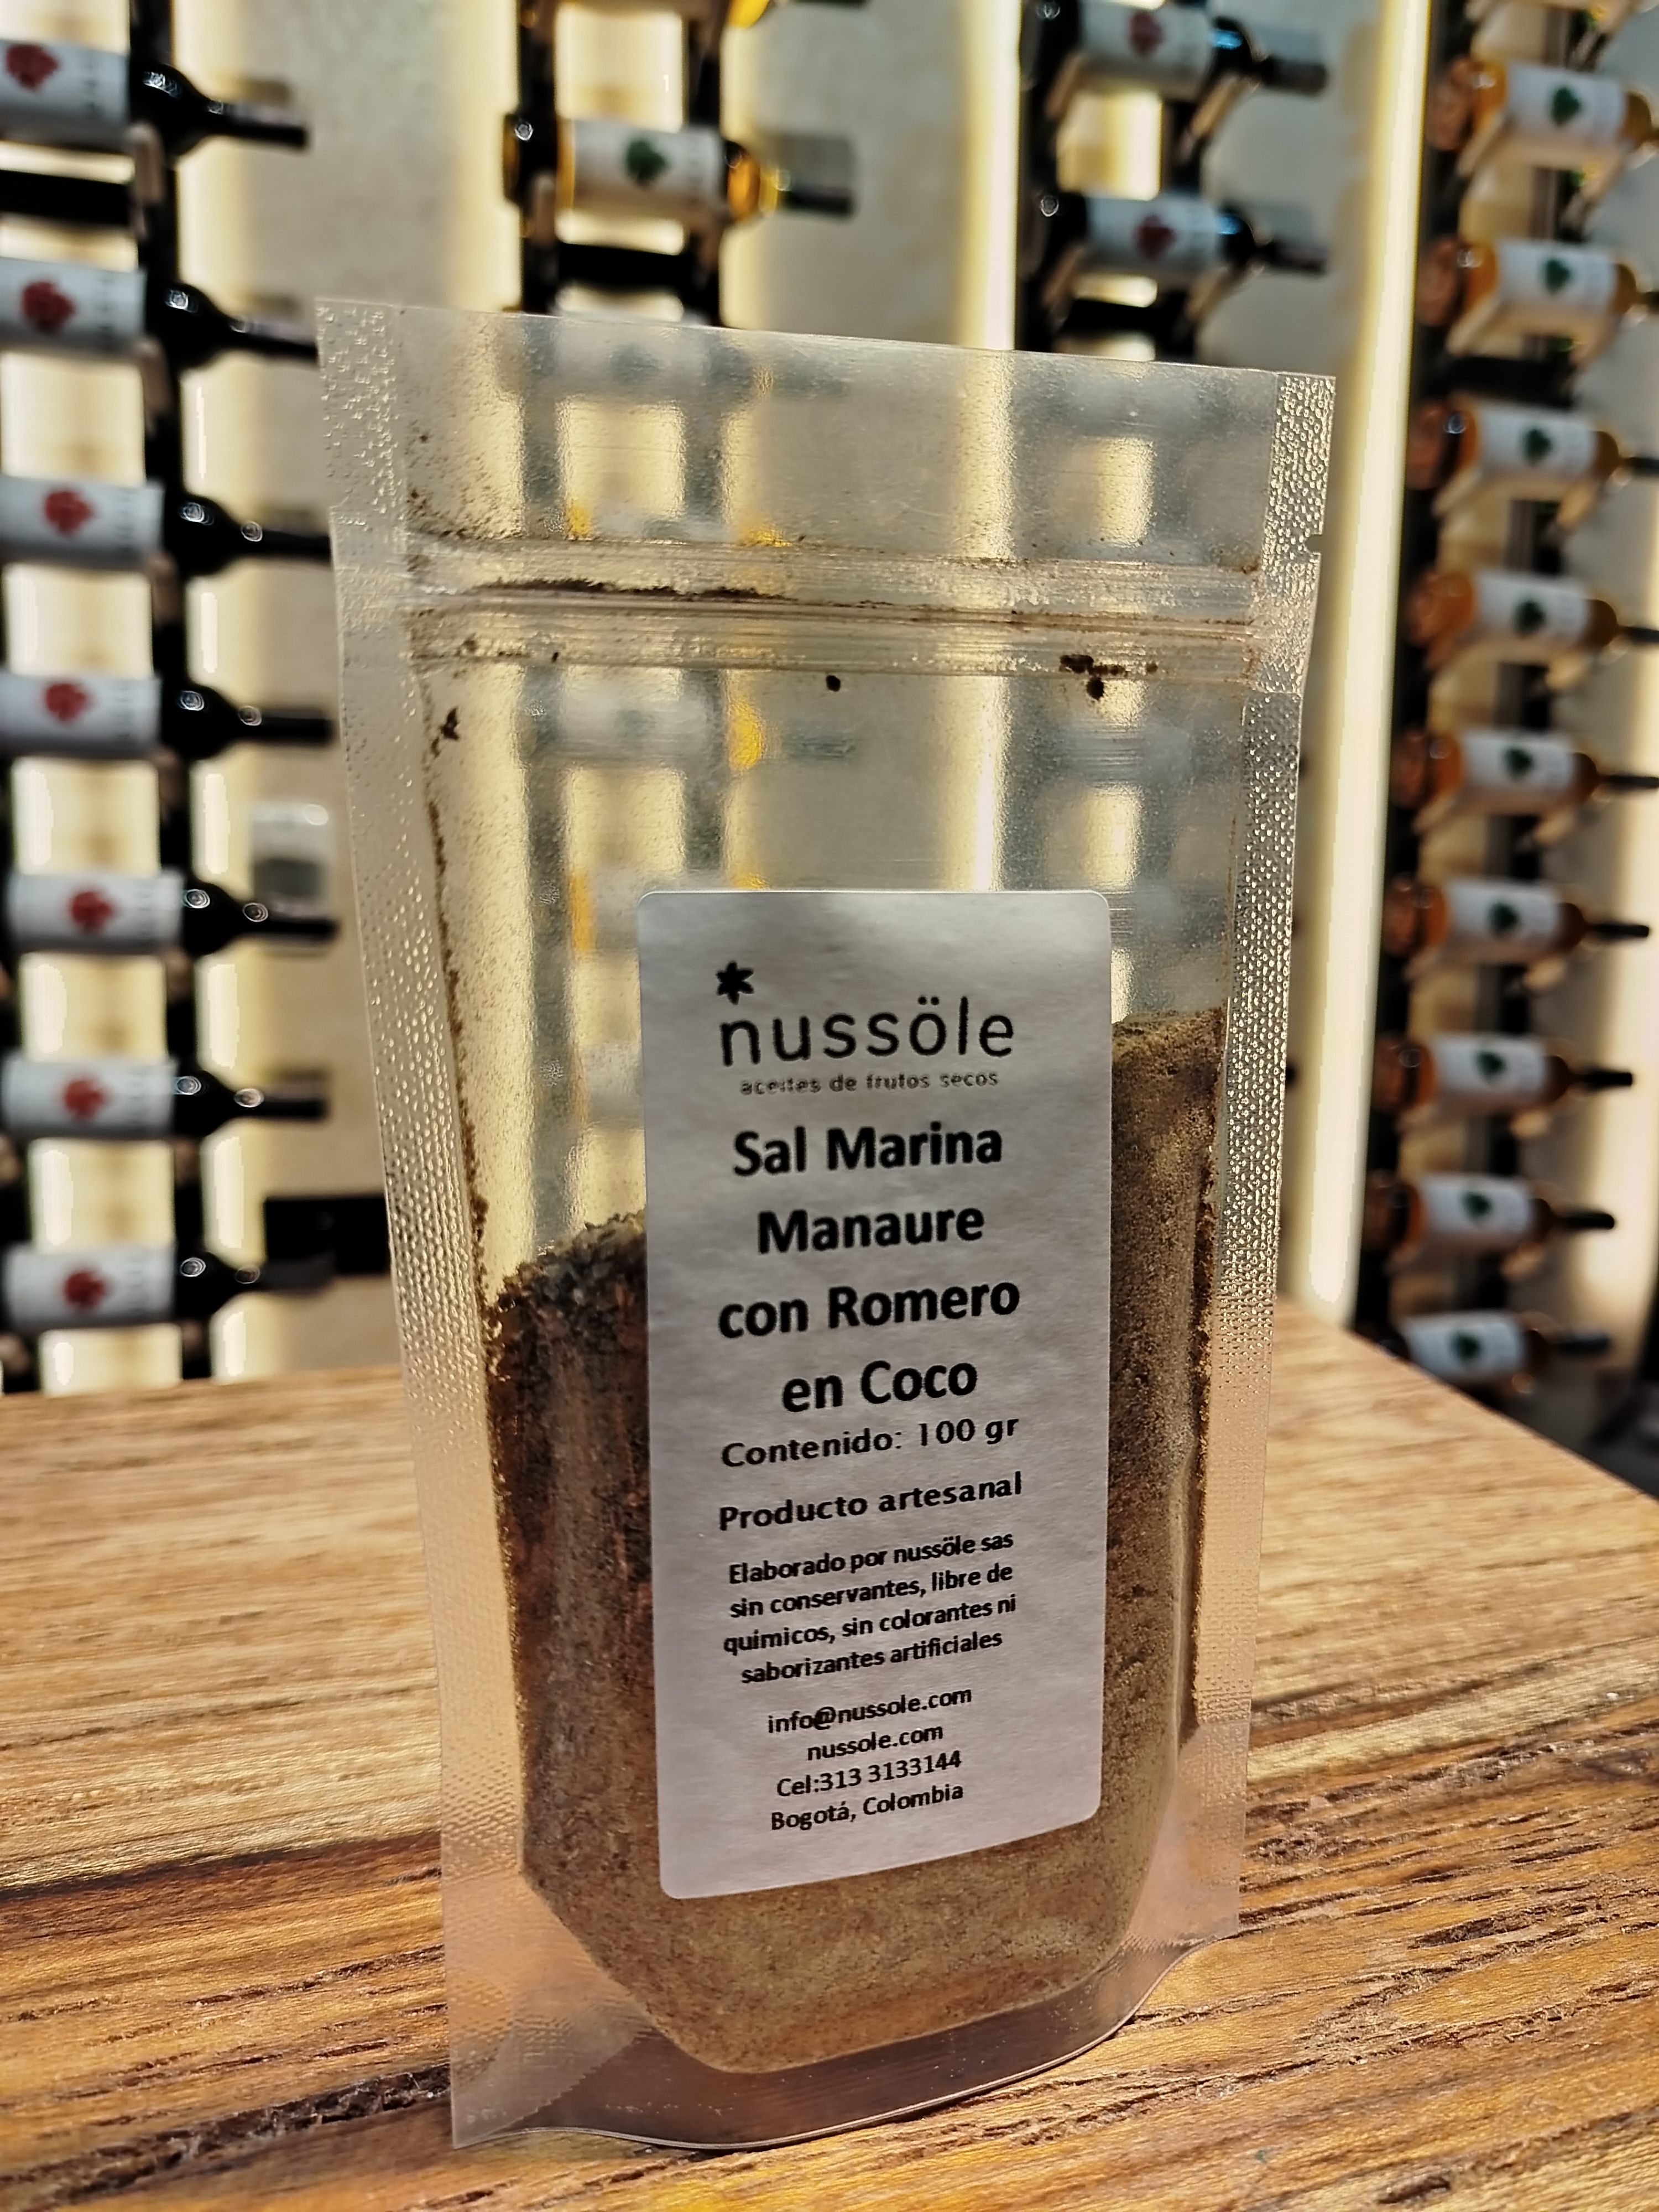 nussöle
aceites de frutos secos
Sal Marina
Manaure
con Romero
en Coco
Contenido: 100 gr
Producto artesanal
Elaborado por nussöle sas
sin conservantes, libre de
químicos, sin colorantes ni
saborizantes artificiales
info@nussole.com
nussole.com
Cel:313 3133144
Bogotá, Colombia